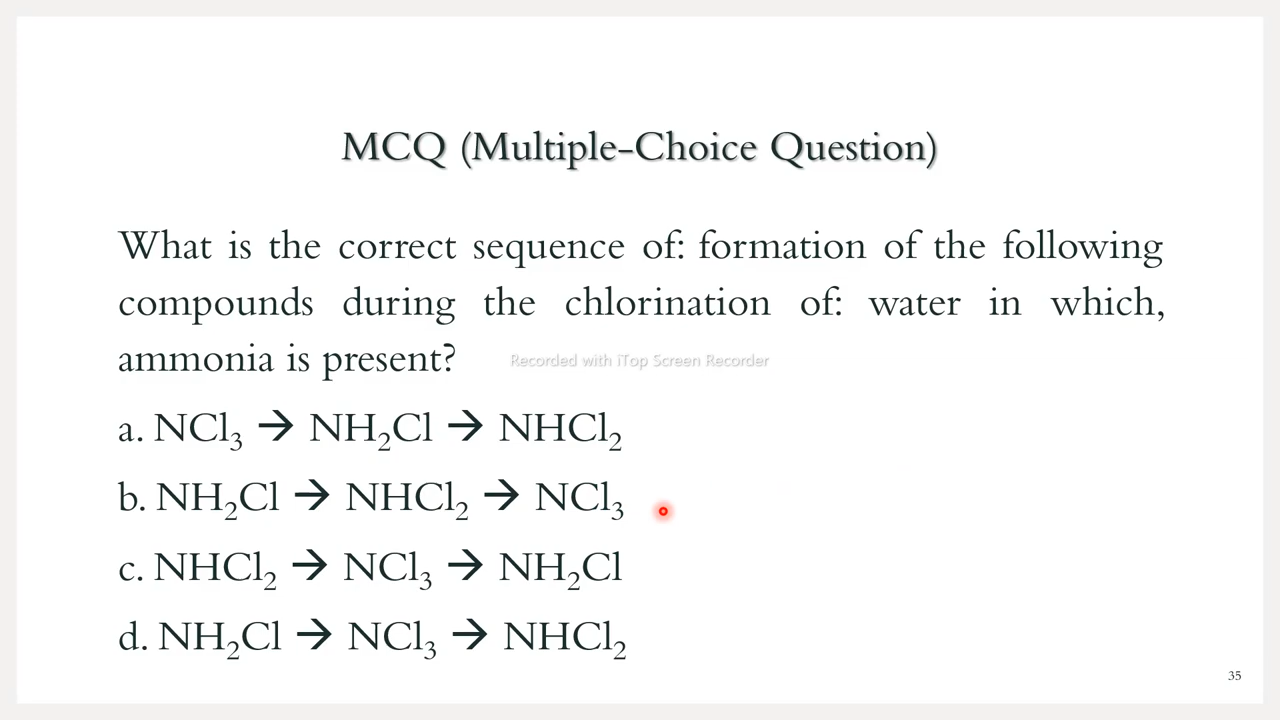 MCQ (Multiple-Choice Question)
What is the correct sequence of: formation of the following
compounds during the chlorination of: water in which,
ammonia is present?
Recorded with iTop Screen Recorder
a. NCl₃ → NH₂Cl → NHCl₂
b. NH₂Cl → NHCl₂ → NCl₃
c. NHCl₂ → NCl₃ → NH₂Cl
d. NH₂Cl → NCl₃ → NHCl₂
35